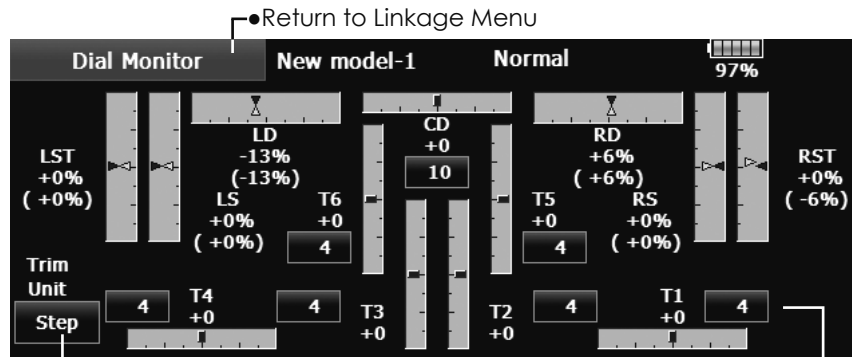 ●Return to Linkage Menu
Dial Monitor
New model-1
Normal
97%
LST
+0%
( +0%)
LD
-13%
(-13%)
LS
+0%
( +0%)
T6
+0
4
CD
+0
10
RD
+6%
( +6%)
T5
+0
4
RS
+0%
( +0%)
RST
+0%
( -6%)
Trim
Unit
Step
4
T4
+0
4
T3
+0
T2
+0
4
T1
+0
4